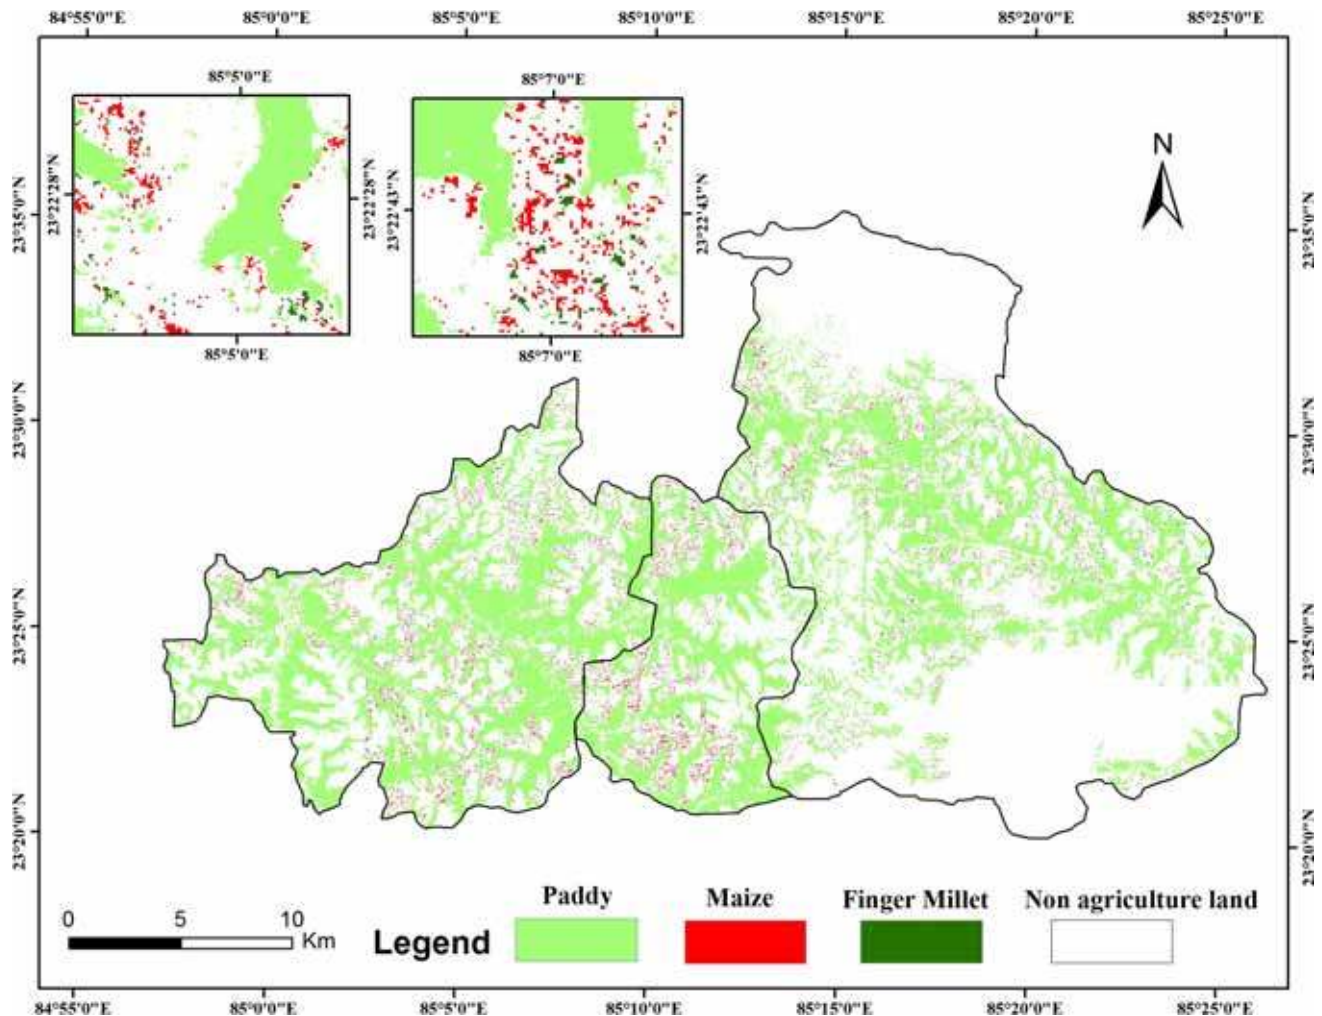 84°55'0"E 85°0'0"E 85°5'0"E 85°10'0"E 85°15'0"E 85°20'0"E 85°25'0"E
85°5'0"E 85°7'0"E
N
23°22'28"N 23°22'28"N 23°22'43"N 23°22'43"N
85°5'0"E 85°7'0"E
23°35'0"N 23°35'0"N
23°30'0"N 23°30'0"N
23°25'0"N 23°25'0"N
23°20'0"N 23°20'0"N
Paddy Maize Finger Millet Non agriculture land
0 5 10
Km
Legend
84°55'0"E 85°0'0"E 85°5'0"E 85°10'0"E 85°15'0"E 85°20'0"E 85°25'0"E